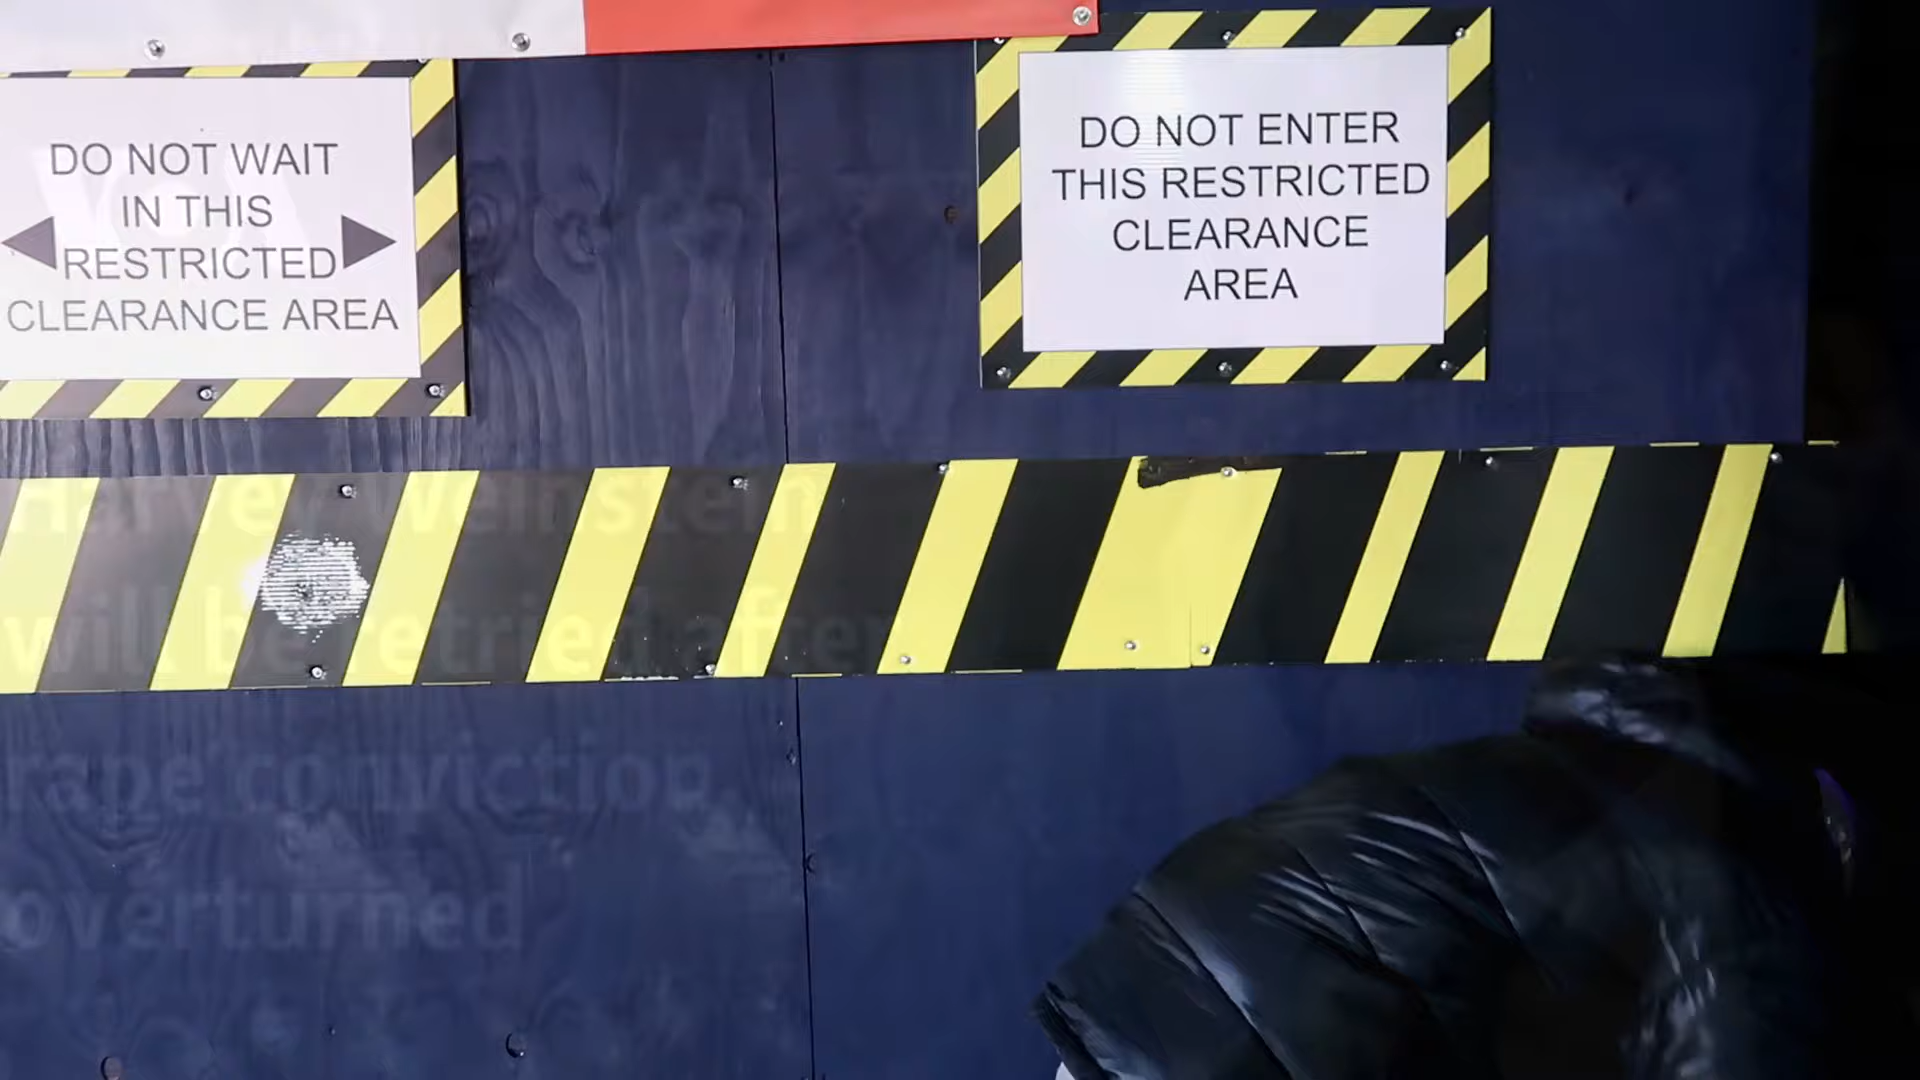 DO NOT WAIT
IN THIS
RESTRICTED
CLEARANCE AREA
DO NOT ENTER
THIS RESTRICTED
CLEARANCE
AREA
Harvey Weinstein
will be retried after
rape conviction
overturned